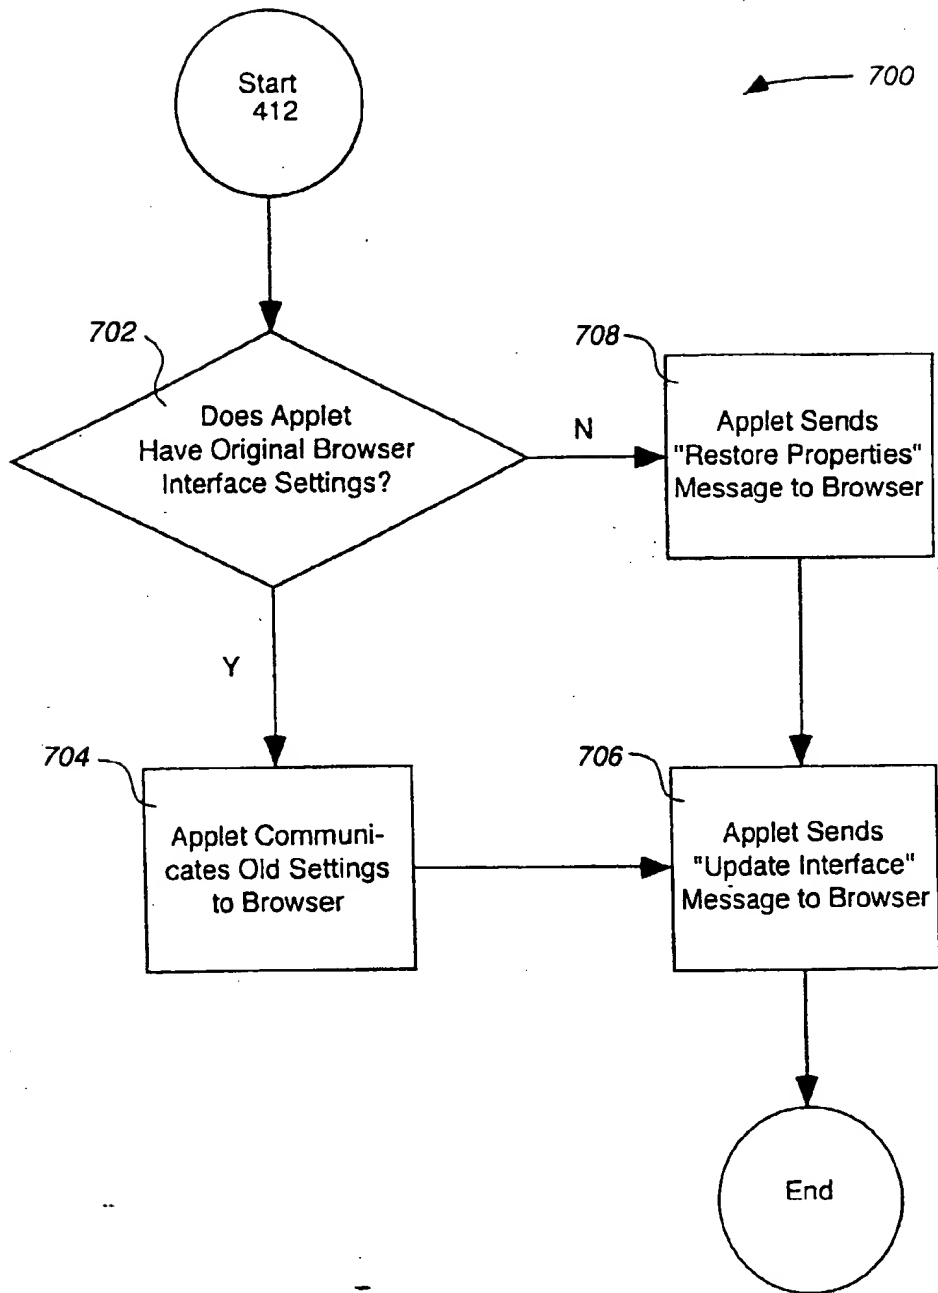 Start
412
700
702
Does Applet
Have Original Browser
Interface Settings?
N
708
Applet Sends
"Restore Properties"
Message to Browser
Y
704
Applet Communi-
cates Old Settings
to Browser
706
Applet Sends
"Update Interface"
Message to Browser
End